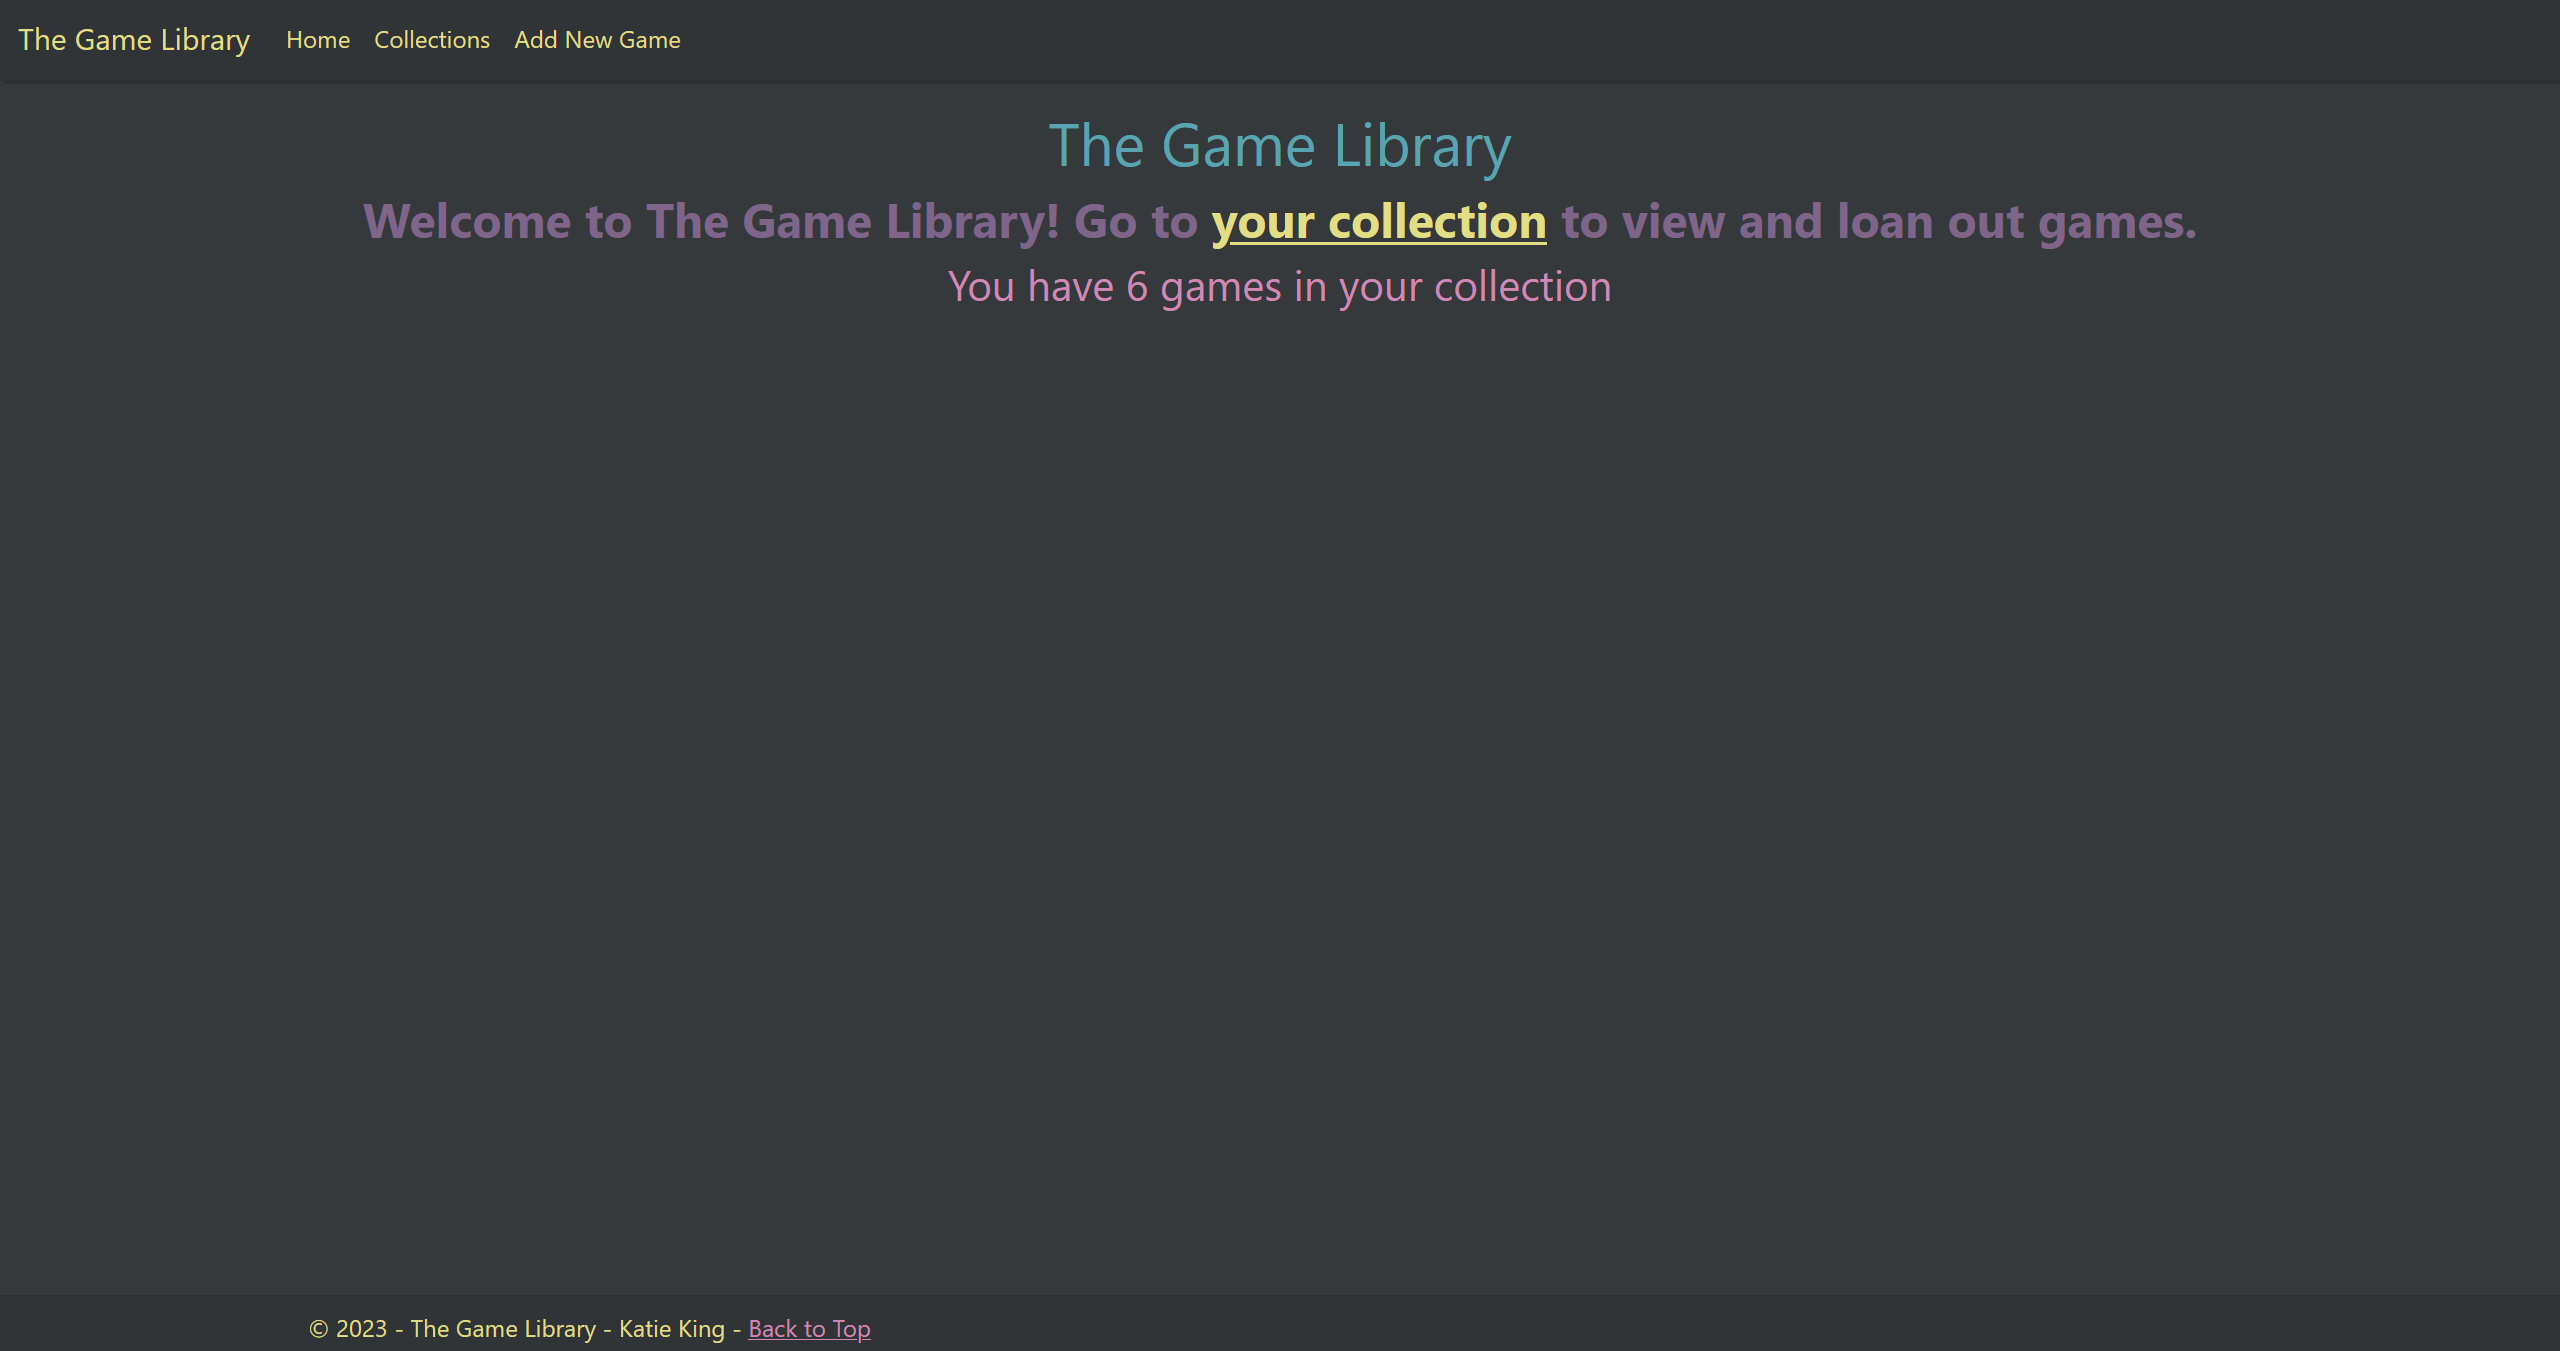 The Game Library Home Collections Add New Game
The Game Library
Welcome to The Game Library! Go to your collection to view and loan out games.
You have 6 games in your collection
© 2023 - The Game Library - Katie King - Back to Top